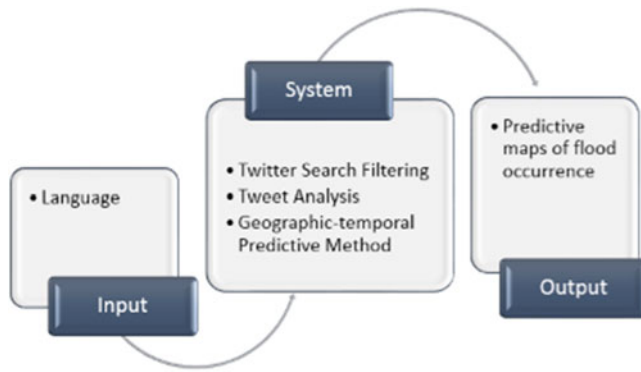 • Language
Input
System
• Twitter Search Filtering
• Tweet Analysis
• Geographic-temporal
Predictive Method
• Predictive
maps of flood
occurrence
Output